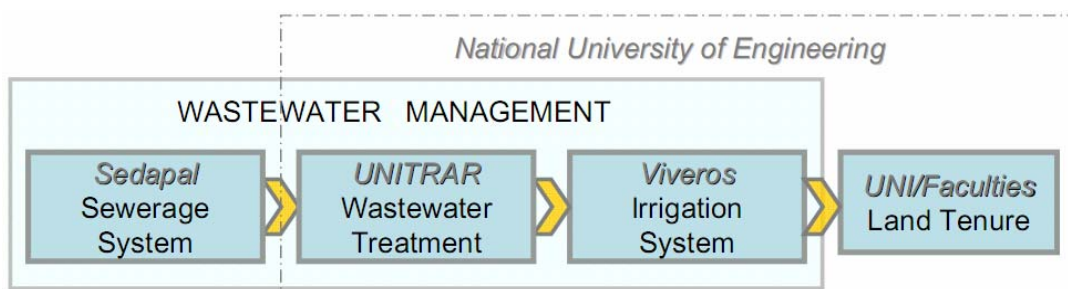 National University of Engineering
WASTEWATER MANAGEMENT
Sedapal
Sewerage
System
UNITRAR
Wastewater
Treatment
Viveros
Irrigation
System
UNI/Faculties
Land Tenure